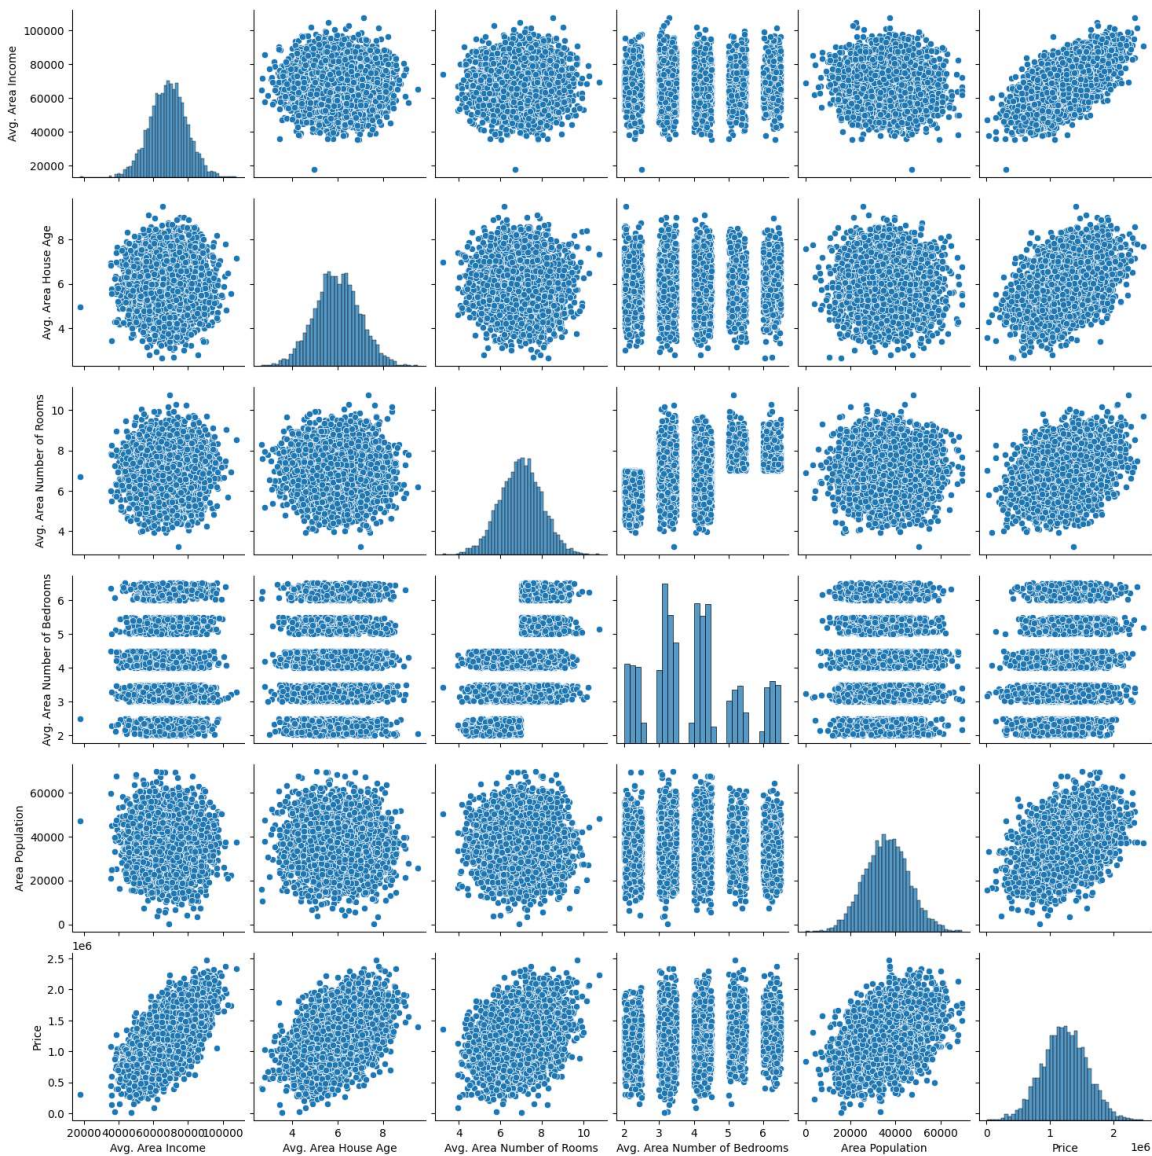 100000
80000
60000
40000
20000
Avg. Area Income
8
6
4
Avg. Area House Age
10
8
6
4
Avg. Area Number of Rooms
6
5
4
3
2
Avg. Area Number of Bedrooms
60000
40000
20000
0
Area Population
1e6
2.5
2.0
1.5
1.0
0.5
0.0
Price
20000 40000 60000 80000 100000
Avg. Area Income
4 6 8
Avg. Area House Age
4 6 8 10
Avg. Area Number of Rooms
2 3 4 5 6
Avg. Area Number of Bedrooms
0 20000 40000 60000
Area Population
0 1 2
1e6
Price